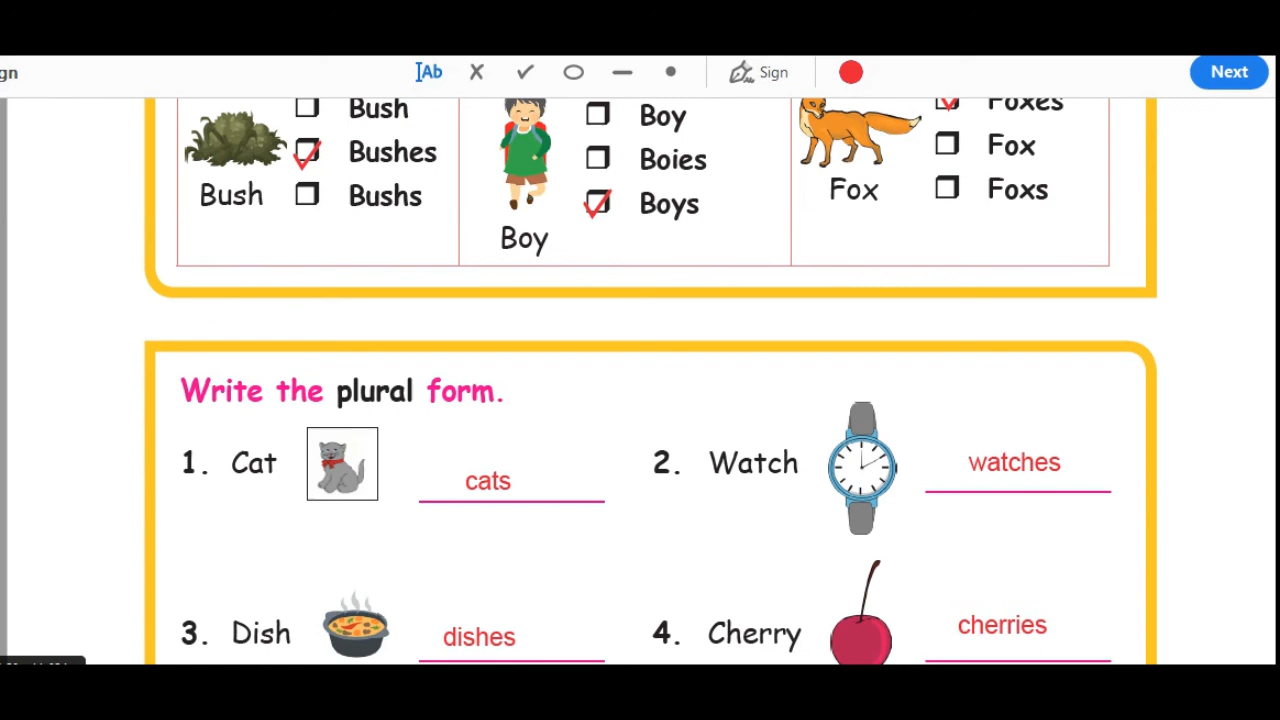 gn
Ab
Sign
Next
Bush
Bushes
Bushs
Bush
Boy
Boies
Boys
Boy
Foxes
Fox
Foxs
Fox
Write the plural form.
1. Cat
cats
2. Watch
watches
3. Dish
dishes
4. Cherry
cherries